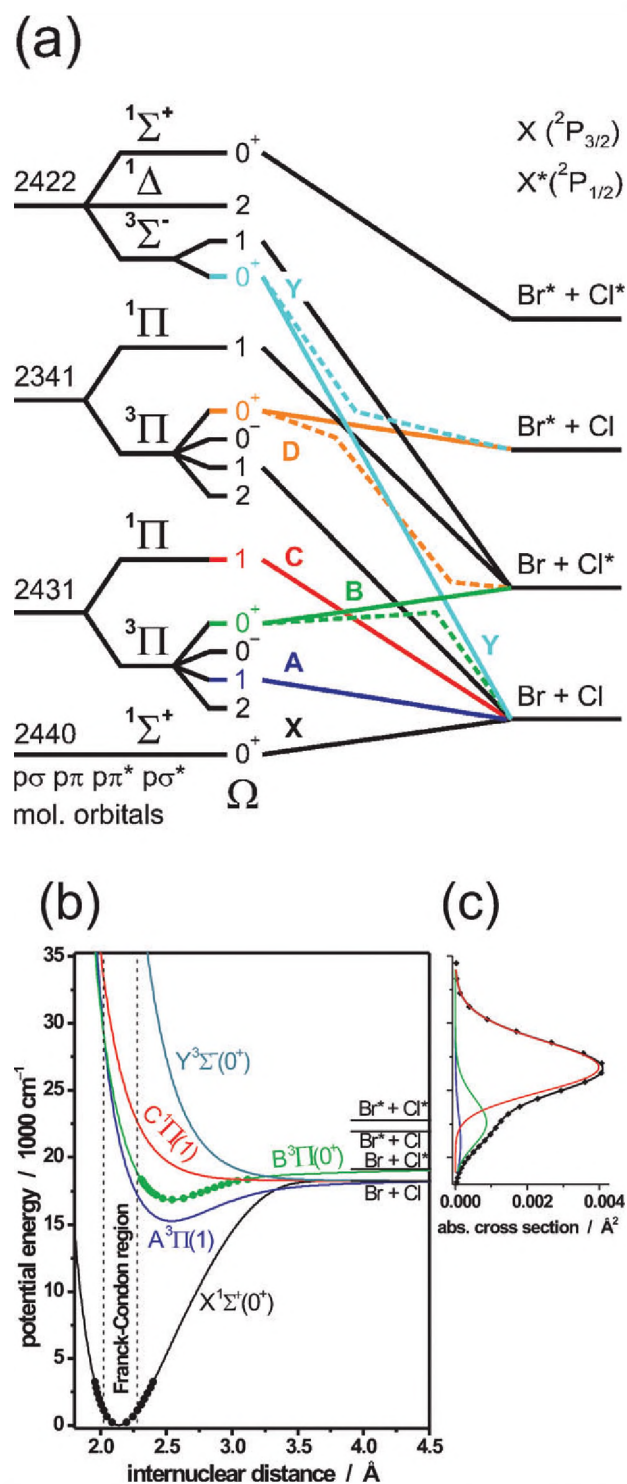 (a)
¹Σ⁺ 0⁺ X (²P₃/₂)
2422 ¹Δ 2 X*(²P₁/₂)
³Σ⁻ 1
0⁺ Y Br* + Cl*
¹Π 1
2341
0⁺ Br* + Cl
³Π 0⁻
D
1
2
¹Π 1 C Br + Cl*
B
2431 0⁺
³Π 0⁻ Y
A
1
2 Br + Cl
¹Σ⁺ X
2440 0⁺
pσ pπ pπ* pσ* Ω
mol. orbitals
(b) (c)
potential energy / 1000 cm⁻¹
35
30
25
20
15
10
5
0
Franck-Condon region
Y³Σ⁻(0⁺)
C¹Π(1)
B³Π(0⁺)
A³Π(1)
X¹Σ⁺(0⁺)
Br* + Cl*
Br* + Cl
Br + Cl*
Br + Cl
2.0 2.5 3.0 3.5 4.0 4.5
internuclear distance / Å
0.000 0.002 0.004
abs. cross section / Å²